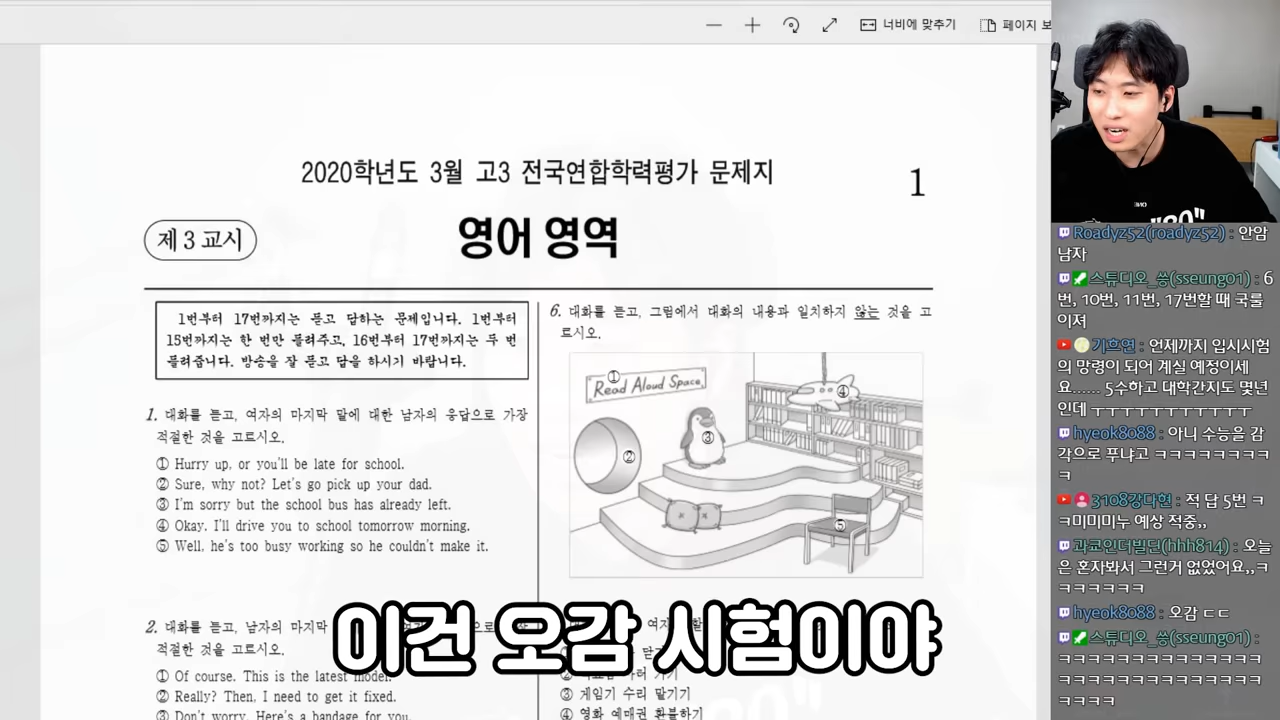 너비에 맞추기
페이지 보
2020학년도 3월 고3 전국연합학력평가 문제지
1
제 3 교시
영어 영역
1번부터 17번까지는 듣고 답하는 문제입니다. 1번부터
15번까지는 한 번만 들려주고, 16번부터 17번까지는 두 번
들려줍니다. 방송을 잘 듣고 답을 하시기 바랍니다.
1. 대화를 듣고, 여자의 마지막 말에 대한 남자의 응답으로 가장
적절한 것을 고르시오.
① Hurry up, or you'll be late for school.
② Sure, why not? Let's go pick up your dad.
③ I'm sorry but the school bus has already left.
④ Okay. I'll drive you to school tomorrow morning.
⑤ Well, he's too busy working so he couldn't make it.
2. 대화를 듣고, 남자의 마지막
적절한 것을 고르시오.
① Of course. This is the latest model.
② Really? Then, I need to get it fixed.
③ Don't worry. Here's a bandage for you.
6. 대화를 듣고, 그림에서 대화의 내용과 일치하지 않는 것을 고
르시오.
① Read Aloud Space
②
③
④
⑤
③ 게임기 수리 맡기기
④ 영화 예매권 환불하기
이건 오감 시험이야
"20"
Roadyz52(roadyz52) : 안암
남자
스튜디오_쏭(sseung01) : 6
번, 10번, 11번, 17번할 때 국룰
이져
기흐연 : 언제까지 입시시험
의 망령이 되어 계실 예정이세
요...... 5수하고 대학간지도 몇년
인데 ㅜㅜㅜㅜㅜㅜㅜㅜㅜㅜㅜ
hyeok8088 : 아니 수능을 감
각으로 푸냐고 ㅋㅋㅋㅋㅋㅋㅋㅋ
ㅋ
3108강다현 : 적 답 5번 ㅋ
ㅋ미미미누 예상 적중,,
과쿄인더빌딘(hhh814) : 오늘
은 혼자봐서 그런거 없었어요,,ㅋ
ㅋㅋㅋㅋㅋㅋ
hyeok8088 : 오감 ㄷㄷ
스튜디오_쏭(sseung01) :
ㅋㅋㅋㅋㅋㅋㅋㅋㅋㅋㅋㅋㅋㅋ
ㅋㅋㅋㅋㅋㅋㅋㅋㅋㅋㅋㅋㅋㅋ
ㅋㅋㅋㅋ